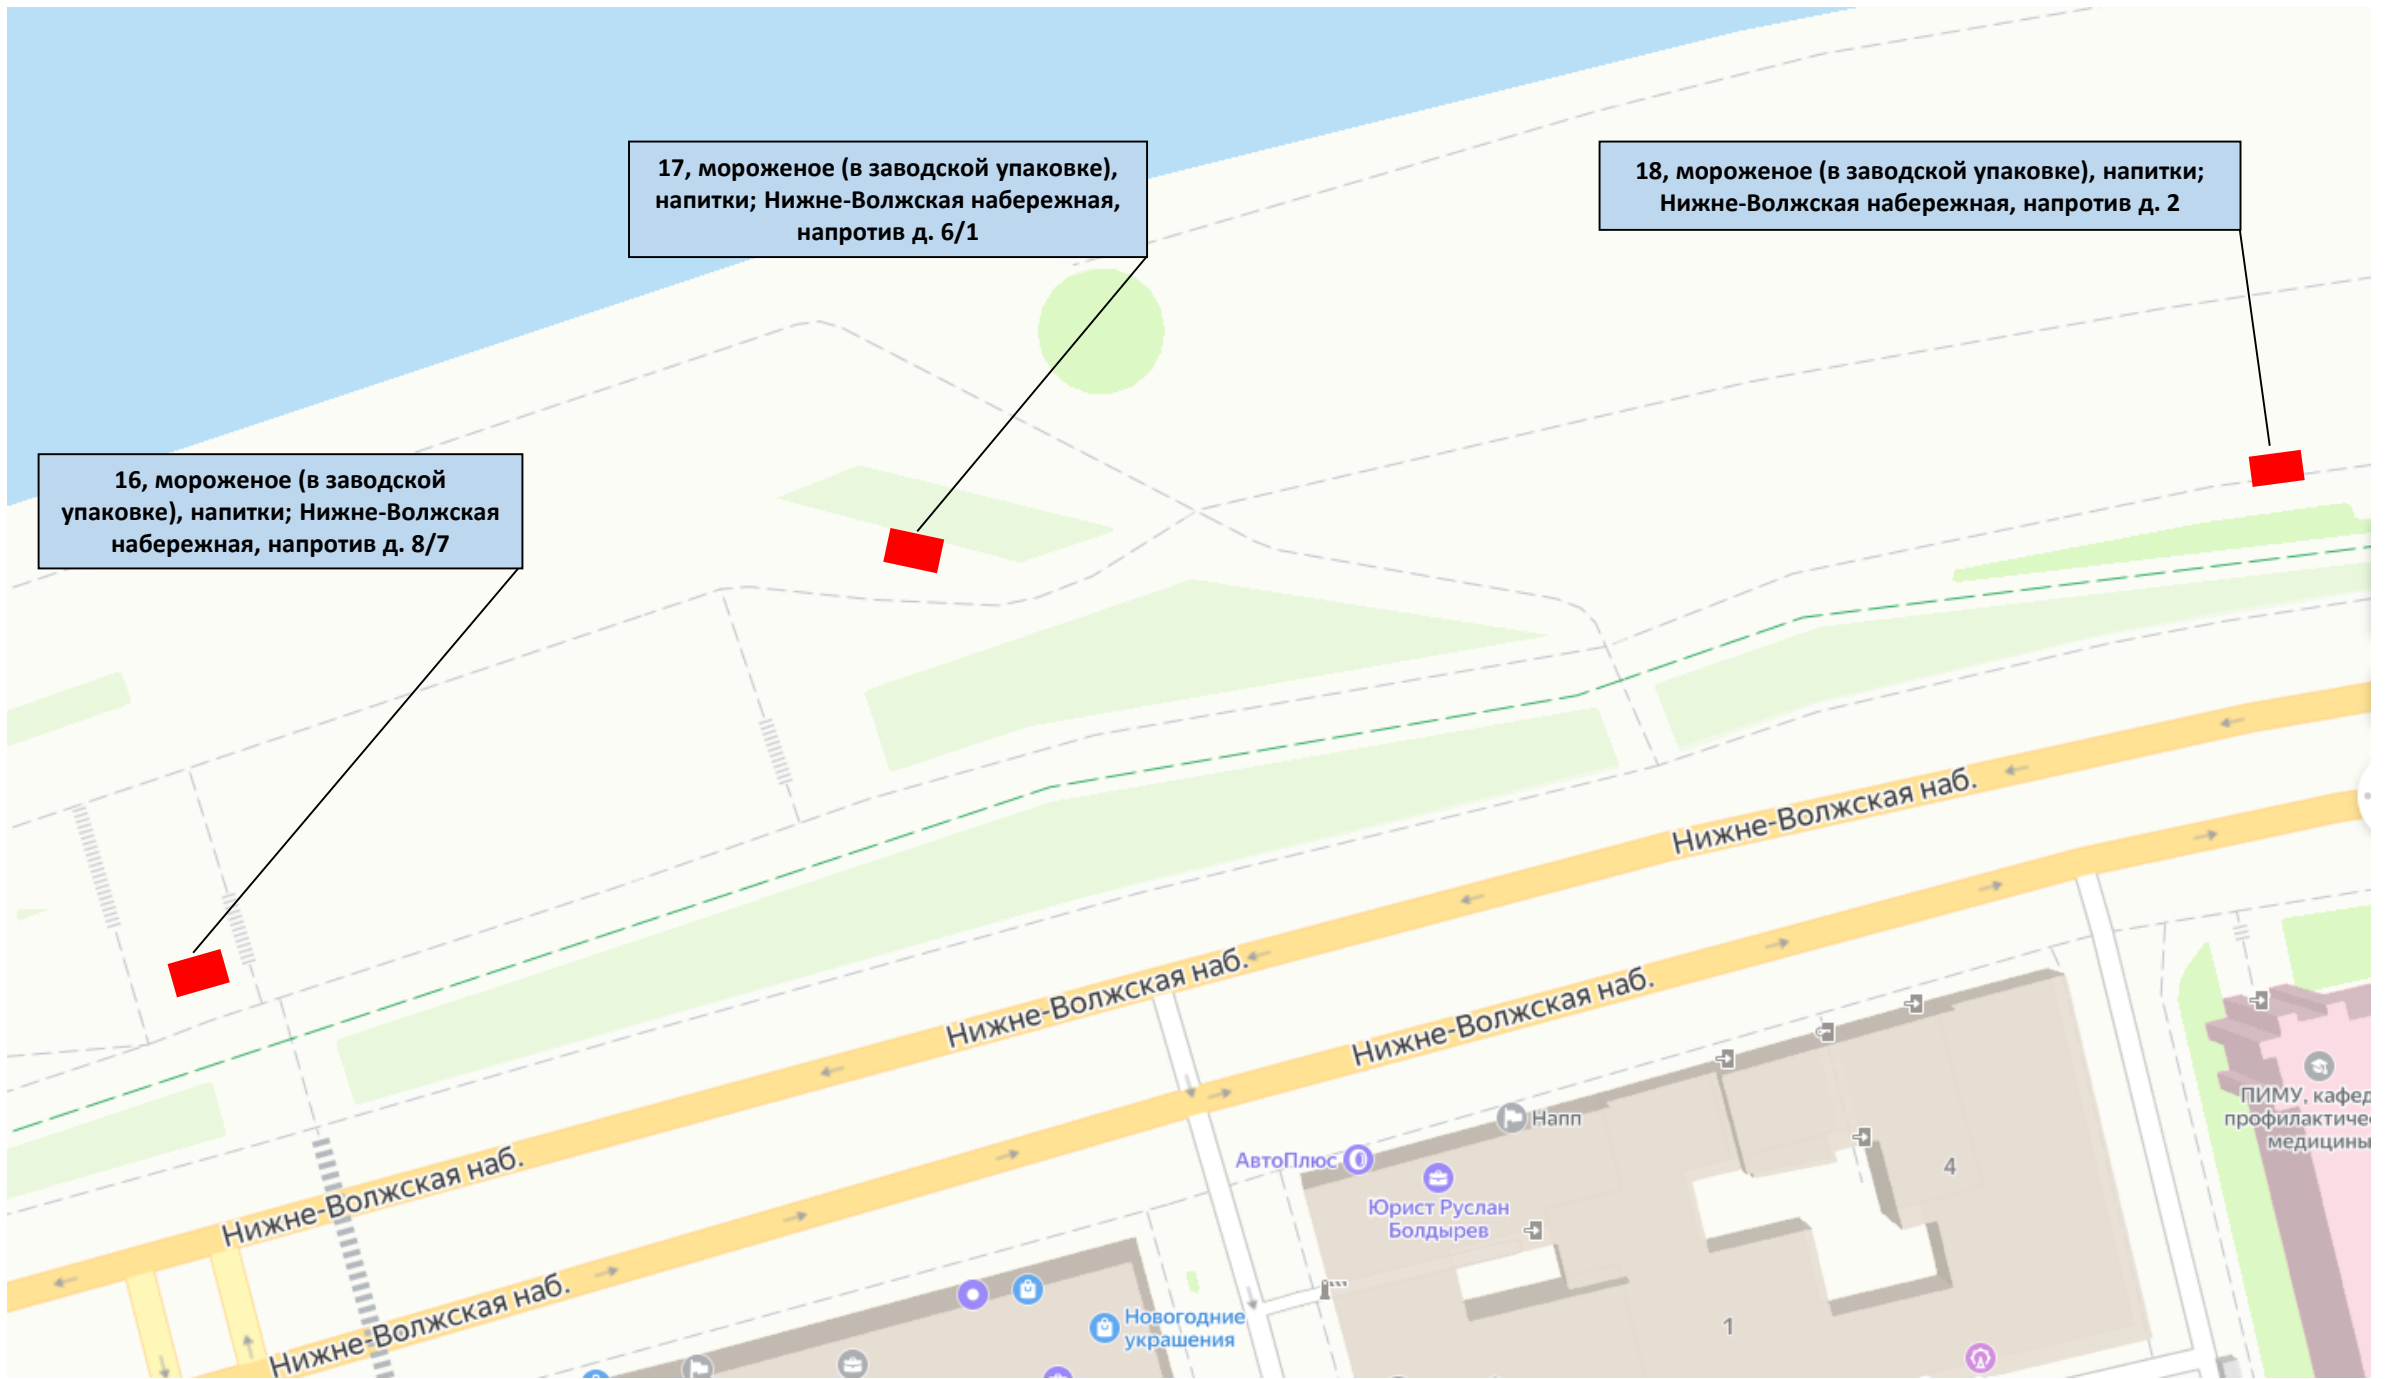 17, мороженое (в заводской упаковке),
напитки; Нижне-Волжская набережная,
напротив д. 6/1
18, мороженое (в заводской упаковке), напитки;
Нижне-Волжская набережная, напротив д. 2
16, мороженое (в заводской
упаковке), напитки; Нижне-Волжская
набережная, напротив д. 8/7
Нижне-Волжская наб.
Нижне-Волжская наб.
Нижне-Волжская наб.
Нижне-Волжская наб.
Нижне-Волжская наб.
Напп
АвтоПлюс
Юрист Руслан
Болдырев
4
1
ПИМУ, кафед
профилактиче
медицины
Новогодние
украшения